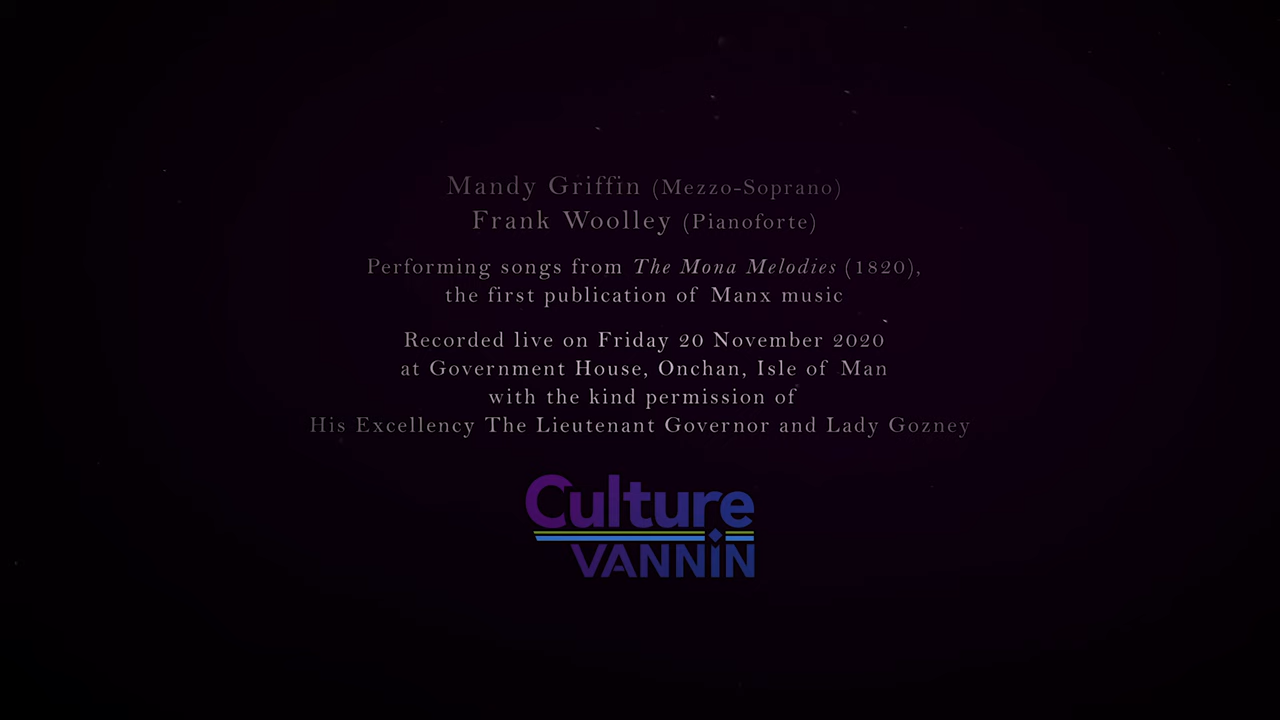 Mandy Griffin (Mezzo-Soprano)
Frank Woolley (Pianoforte)
Performing songs from The Mona Melodies (1820),
the first publication of Manx music
Recorded live on Friday 20 November 2020
at Government House, Onchan, Isle of Man
with the kind permission of
His Excellency The Lieutenant Governor and Lady Gozney
Culture
VANNIN